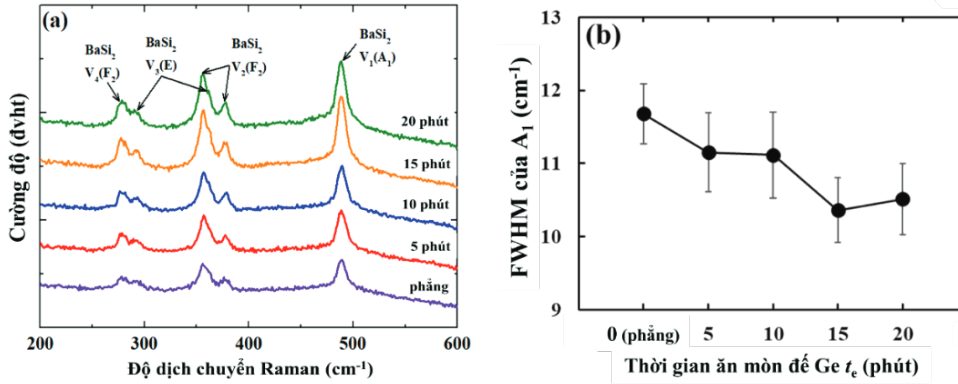 (a)
BaSi2
V4(F2)
BaSi2
V3(E)
BaSi2
V2(F2)
BaSi2
V1(A1)
20 phút
15 phút
10 phút
5 phút
phẳng
Cường độ (đvht)
200 300 400 500 600
Độ dịch chuyển Raman (cm-1)
(b)
FWHM của A1 (cm-1)
13
12
11
10
9
0 (phẳng) 5 10 15 20
Thời gian ăn mòn đế Ge te (phút)